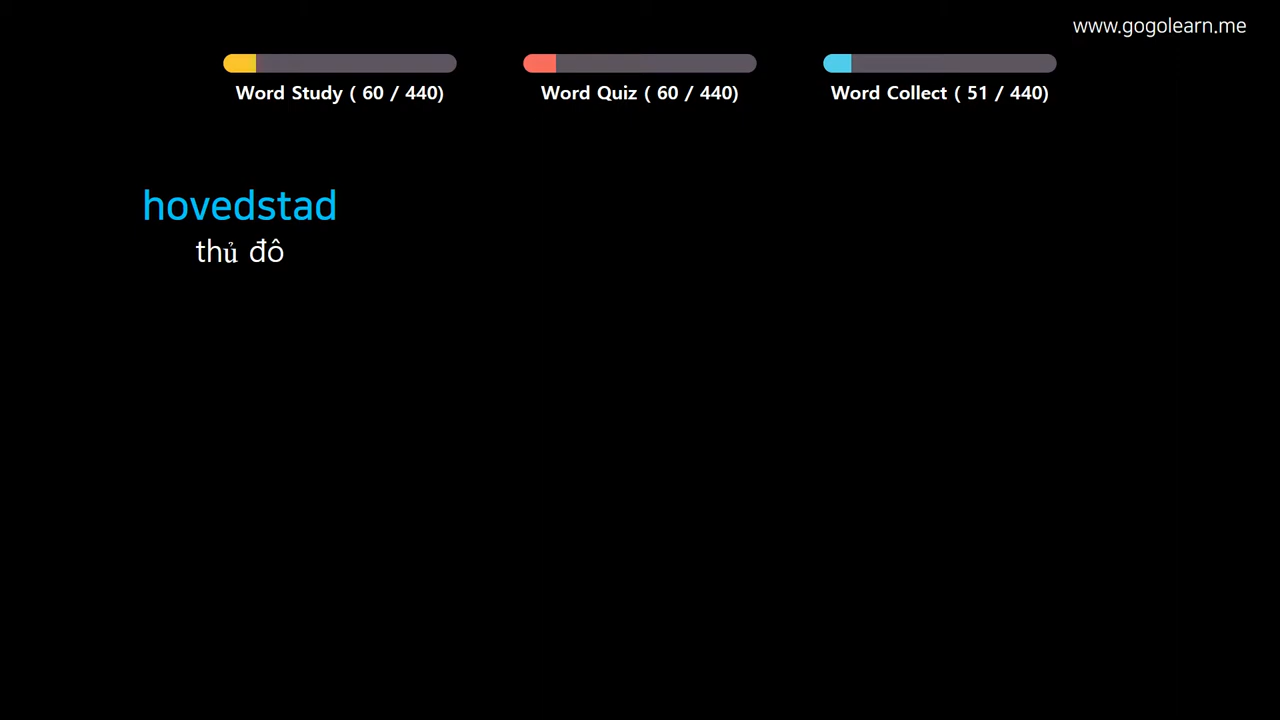 www.gogolearn.me
Word Study ( 60 / 440)
Word Quiz ( 60 / 440)
Word Collect ( 51 / 440)
hovedstad
thủ đô